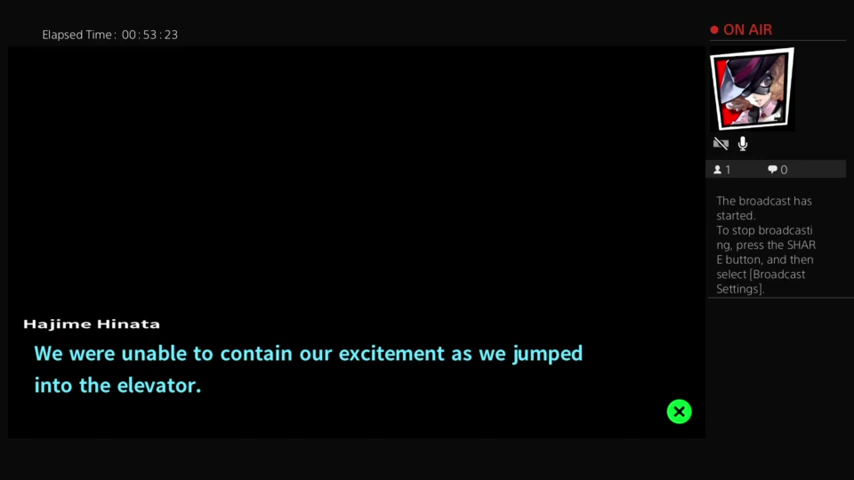 Elapsed Time: 00:53:23
ON AIR
1 0
The broadcast has
started.
To stop broadcasti
ng, press the SHAR
E button, and then
select [Broadcast
Settings].
Hajime Hinata
We were unable to contain our excitement as we jumped
into the elevator.